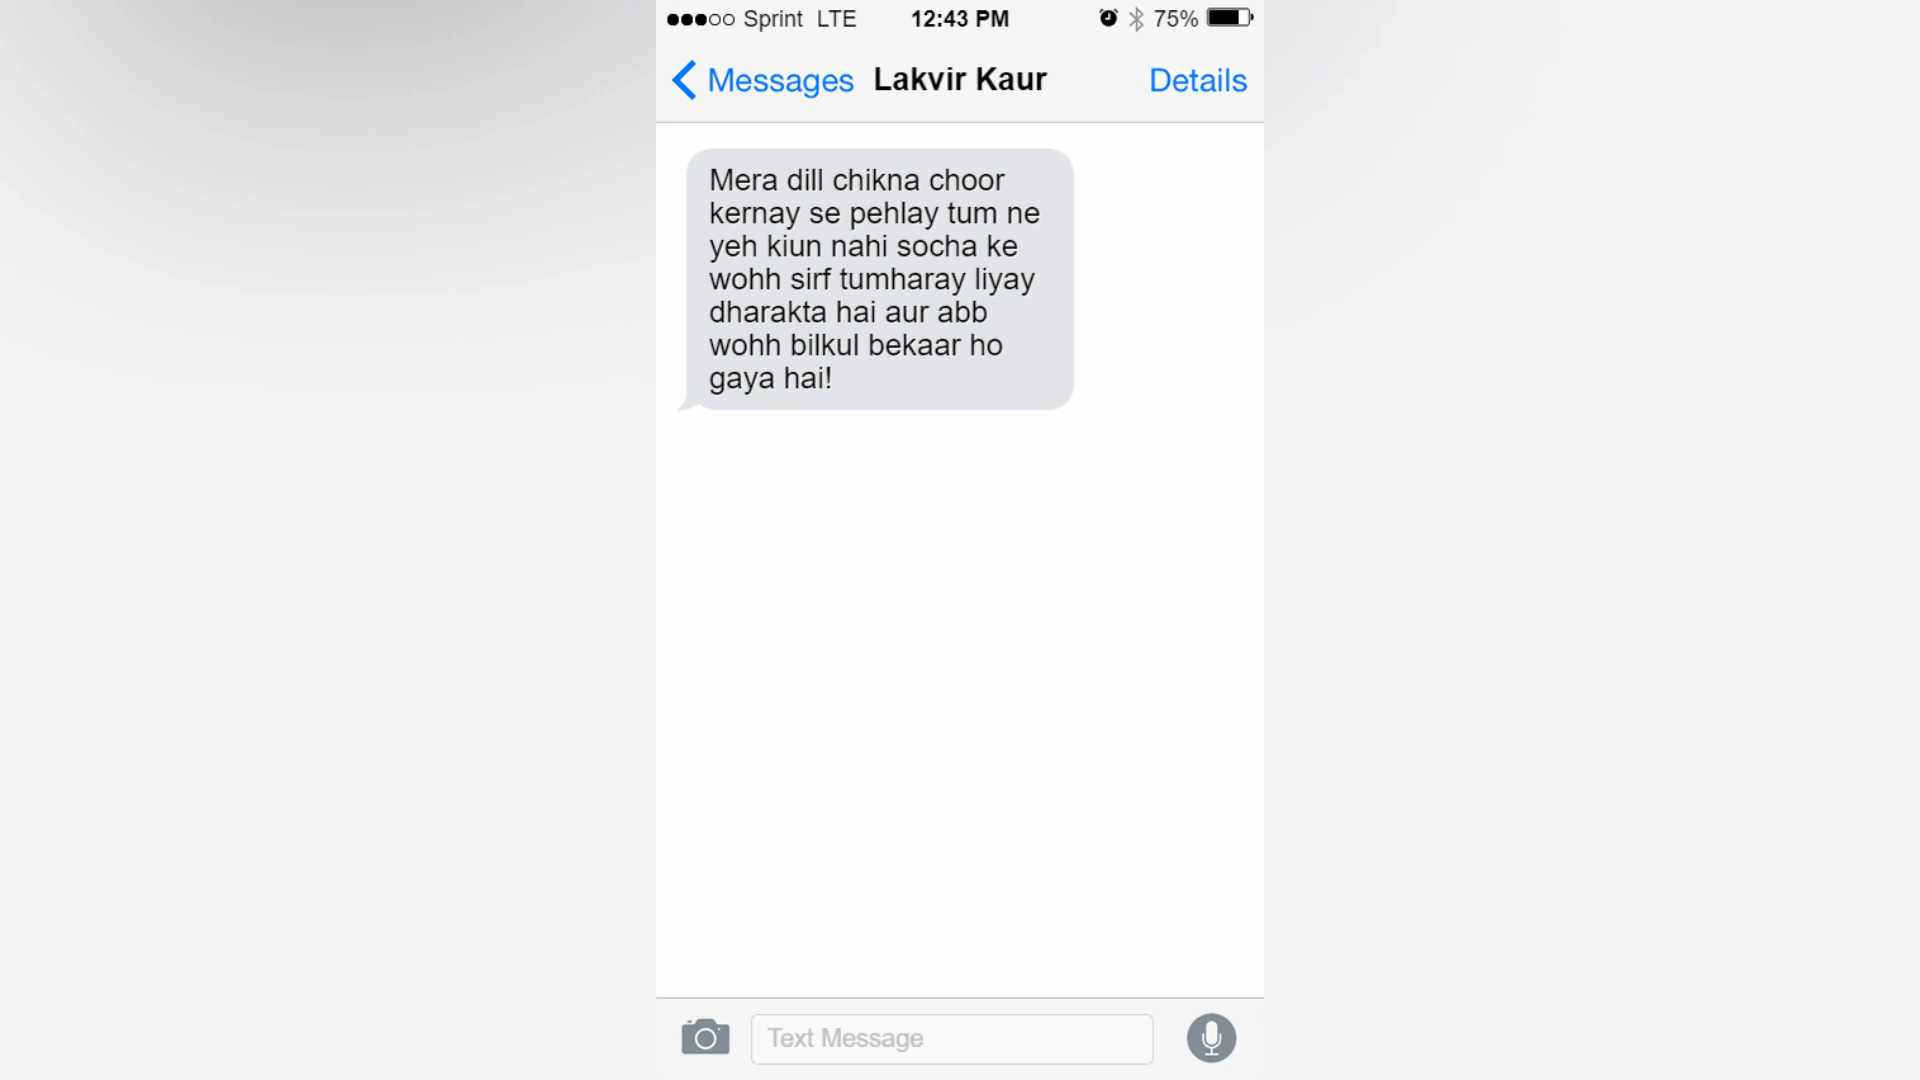 Sprint LTE 12:43 PM 75%
Messages Lakvir Kaur Details
Mera dill chikna choor
kernay se pehlay tum ne
yeh kiun nahi socha ke
wohh sirf tumharay liyay
dharakta hai aur abb
wohh bilkul bekaar ho
gaya hai!
Text Message